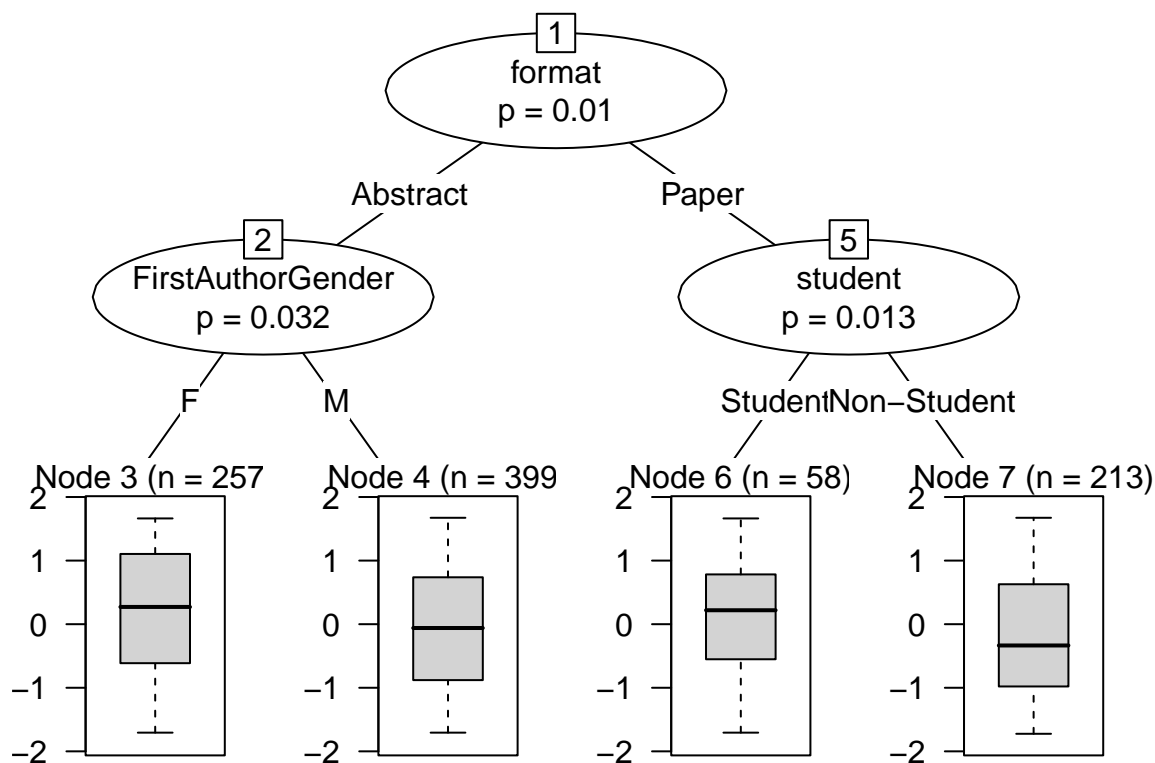 1
format
p = 0.01
Abstract
Paper
2
FirstAuthorGender
p = 0.032
5
student
p = 0.013
F
M
Student
Non−Student
Node 3 (n = 257
2
1
0
−1
−2
Node 4 (n = 399
2
1
0
−1
−2
Node 6 (n = 58)
2
1
0
−1
−2
Node 7 (n = 213)
2
1
0
−1
−2